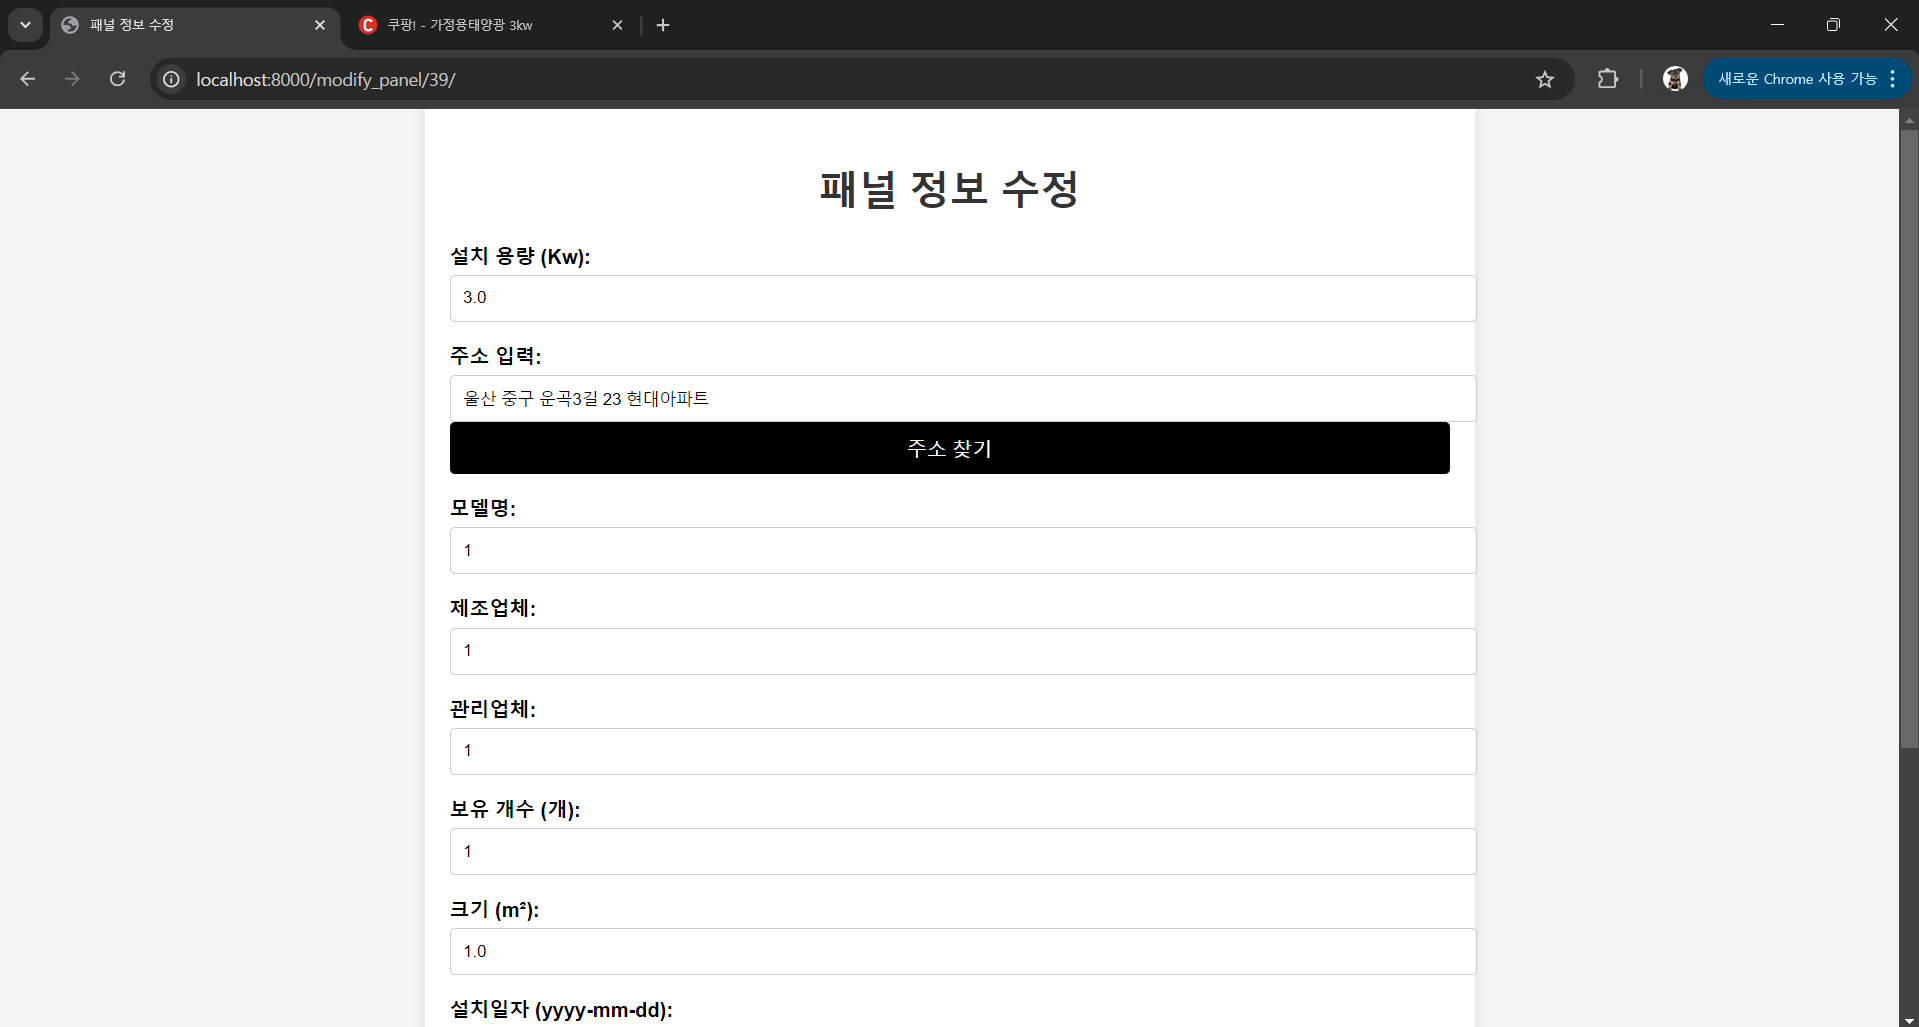 패널 정보 수정
쿠팡! - 가정용태양광 3kw
localhost:8000/modify_panel/39/
새로운 Chrome 사용 가능
패널 정보 수정
설치 용량 (Kw):
3.0
주소 입력:
울산 중구 운곡3길 23 현대아파트
주소 찾기
모델명:
1
제조업체:
1
관리업체:
1
보유 개수 (개):
1
크기 (m²):
1.0
설치일자 (yyyy-mm-dd):